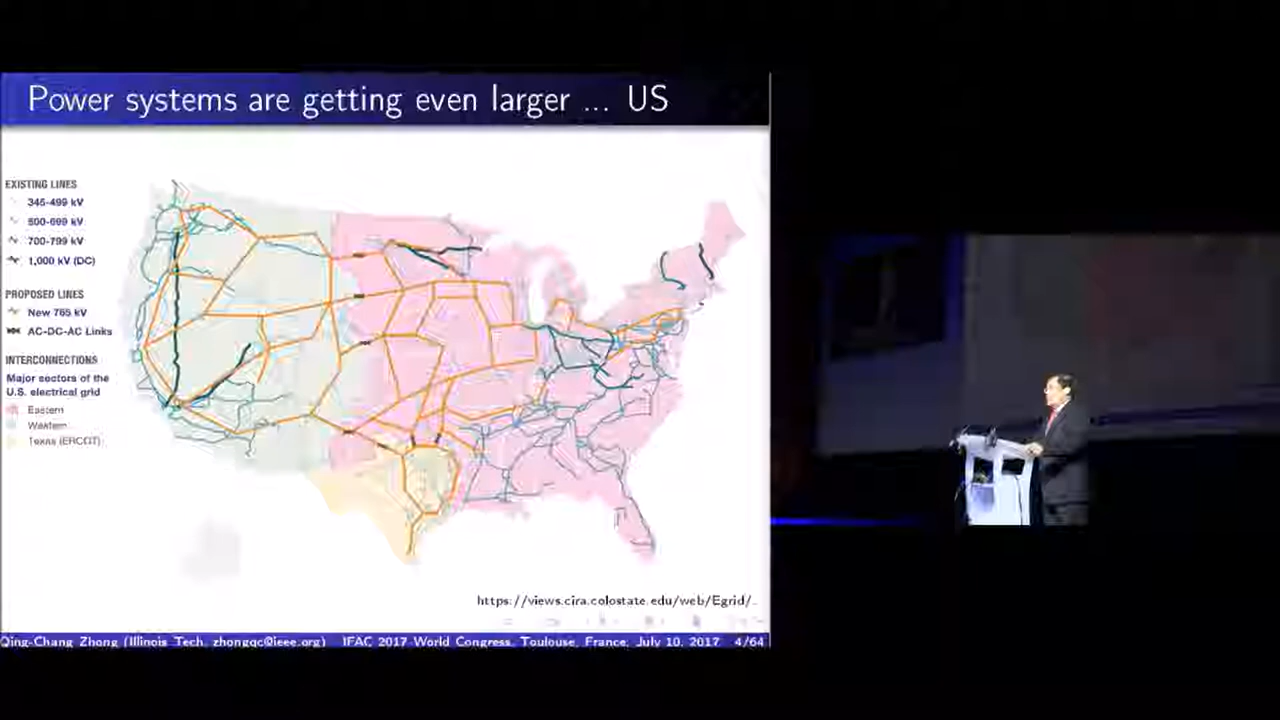 Power systems are getting even larger ... US
EXISTING LINES
345-499 kV
500-699 kV
700-799 kV
1,000 kV (DC)
PROPOSED LINES
New 765 kV
AC-DC-AC Links
INTERCONNECTIONS
Major sectors of the
U.S. electrical grid
Eastern
Western
Texas (ERCOT)
https://views.cira.colostate.edu/web/Egrid/..
Qing-Chang Zhong (Illinois Tech, zhongqc@ieee.org) IFAC 2017 World Congress, Toulouse, France, July 10, 2017 4/64